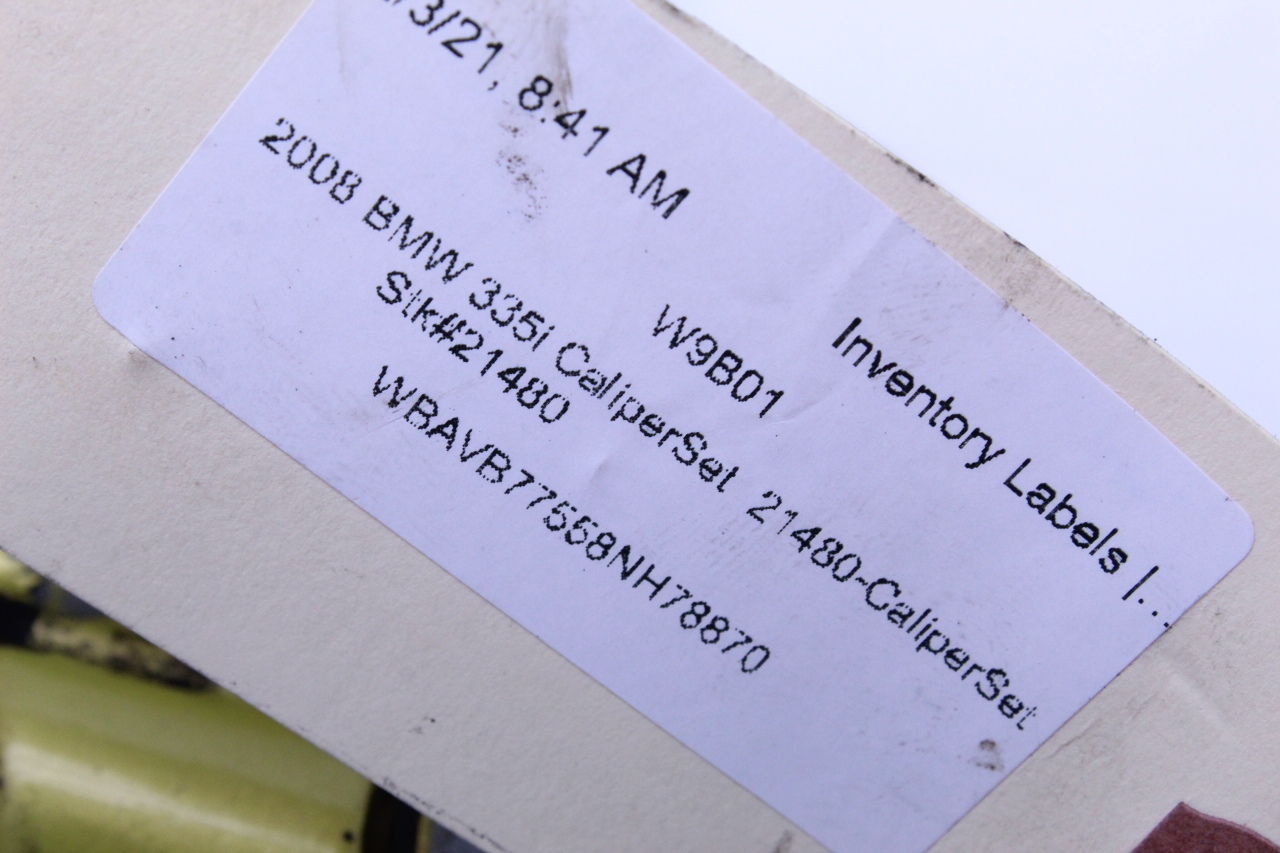 /3/21, 8:41 AM
Inventory Labels |...
W9B01
2008 BMW 335i CaliperSet 21480-CaliperSet
Stk#21480
WBAVB77558NH78870